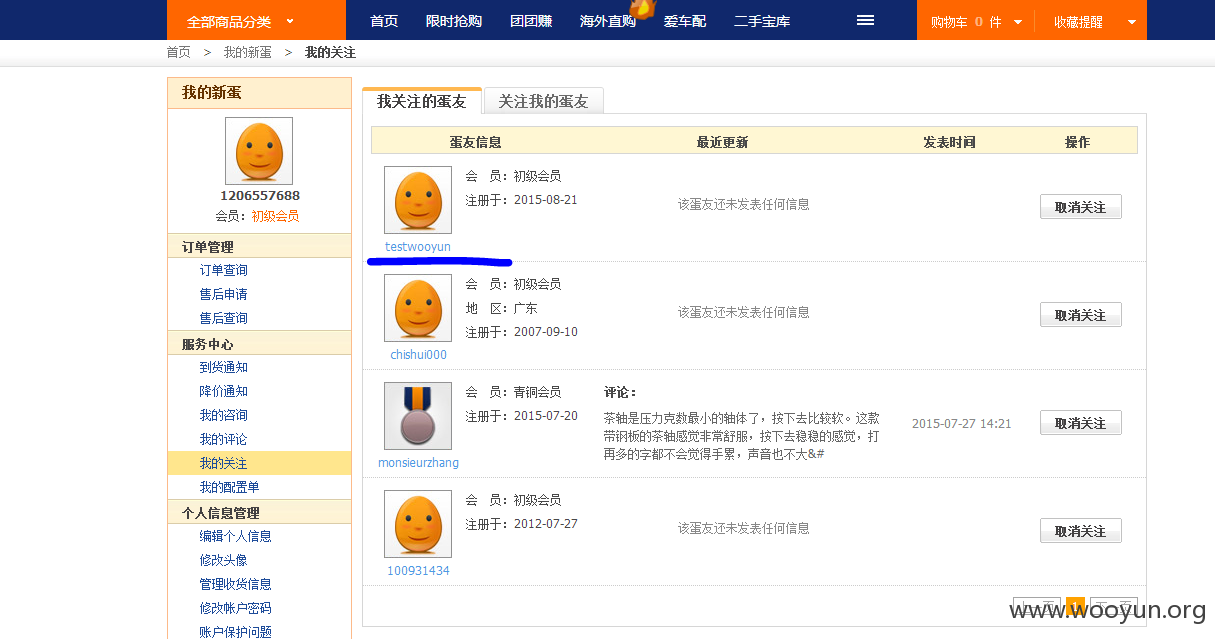 全部商品分类 首页 限时抢购 团团赚 海外直购 爱车配 二手宝库 购物车 0 件 收藏提醒
首页 > 我的新蛋 > 我的关注
我的新蛋
1206557688
会员：初级会员
订单管理
订单查询
售后申请
售后查询
服务中心
到货通知
降价通知
我的咨询
我的评论
我的关注
我的配置单
个人信息管理
编辑个人信息
修改头像
管理收货信息
修改帐户密码
账户保护问题
我关注的蛋友 关注我的蛋友
蛋友信息 最近更新 发表时间 操作
会 员：初级会员
注册于：2015-08-21
testwooyun
该蛋友还未发表任何信息
取消关注
会 员：初级会员
地 区：广东
注册于：2007-09-10
chishui000
该蛋友还未发表任何信息
取消关注
会 员：青铜会员
注册于：2015-07-20
monsieurzhang
评论：
茶轴是压力克数最小的轴体了，按下去比较软。这款
带钢板的茶轴感觉非常舒服，按下去稳稳的感觉，打
再多的字都不会觉得手累，声音也不大&#
2015-07-27 14:21
取消关注
会 员：初级会员
注册于：2012-07-27
100931434
该蛋友还未发表任何信息
取消关注
上一页 1 下一页
www.wooyun.org